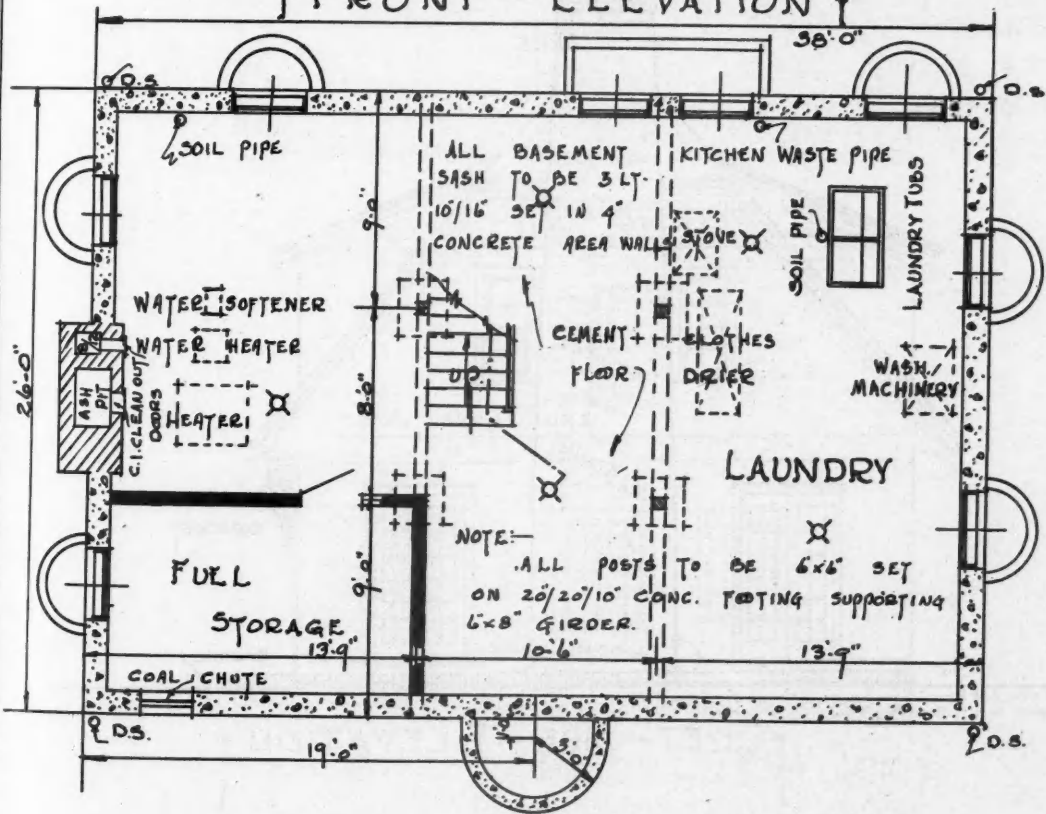 FRONT ELEVATION
38'-0"
D.S.
D.S.
SOIL PIPE
ALL BASEMENT
SASH TO BE 3 LT.
10"/16" SET IN 4"
CONCRETE AREA WALLS
KITCHEN WASTE PIPE
STOVE
SOIL PIPE
LAUNDRY TUBS
9'-0"
26'-0"
WATER SOFTENER
WATER HEATER
HEATER
ASH PIT
C.I. CLEAN OUT DOORS
8'-0"
UP
CEMENT
FLOOR
CLOTHES
DRIER
WASH.
MACHINERY
LAUNDRY
NOTE:—
ALL POSTS TO BE 6"x6" SET
ON 20"/20"/10" CONC. FOOTING SUPPORTING
6"x8" GIRDER.
FUEL
STORAGE
9'-0"
13'-9"
10'-6"
13'-9"
COAL CHUTE
D.S.
D.S.
19'-0"
3'-0"